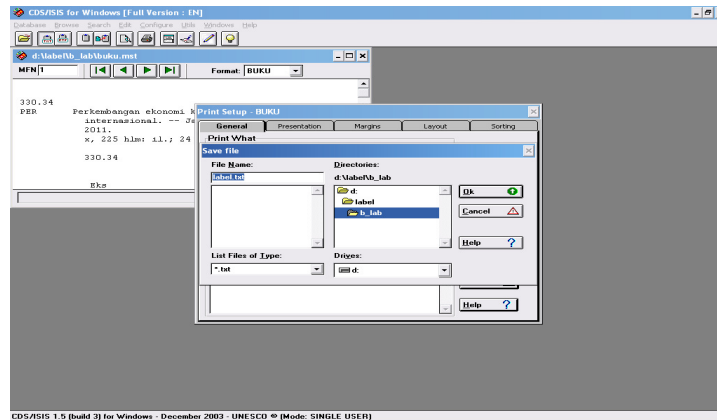 CDS/ISIS for Windows [Full Version : EN]
Database Browse Search Edit Configure Utils Windows Help
d:\label\b_lab\buku.mst
MFN 1 Format: BUKU
330.34
PER Perkembangan ekonomi k
internasional. -- Je
2011.
x, 225 hlm: il.; 24
330.34
Eks
Print Setup - BUKU
General Presentation Margins Layout Sorting
Print What
Save file
File Name: Directories:
label.txt d:\label\b_lab
d:
label
b_lab
Ok
Cancel
Help
List Files of Type: Drives:
*.txt d:
Help
CDS/ISIS 1.5 (build 3) for Windows - December 2003 - UNESCO © (Mode: SINGLE USER)